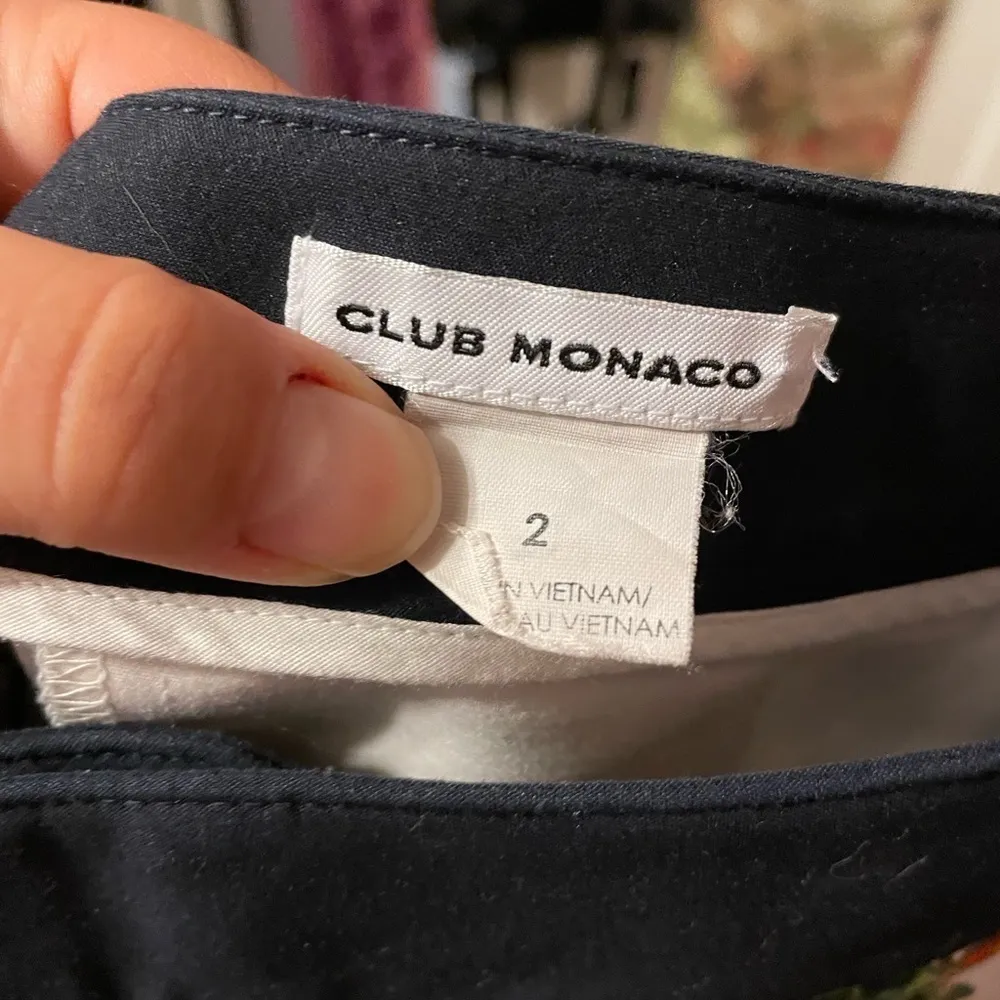 CLUB MONACO
2
N VIETNAM/
AU VIETNAM